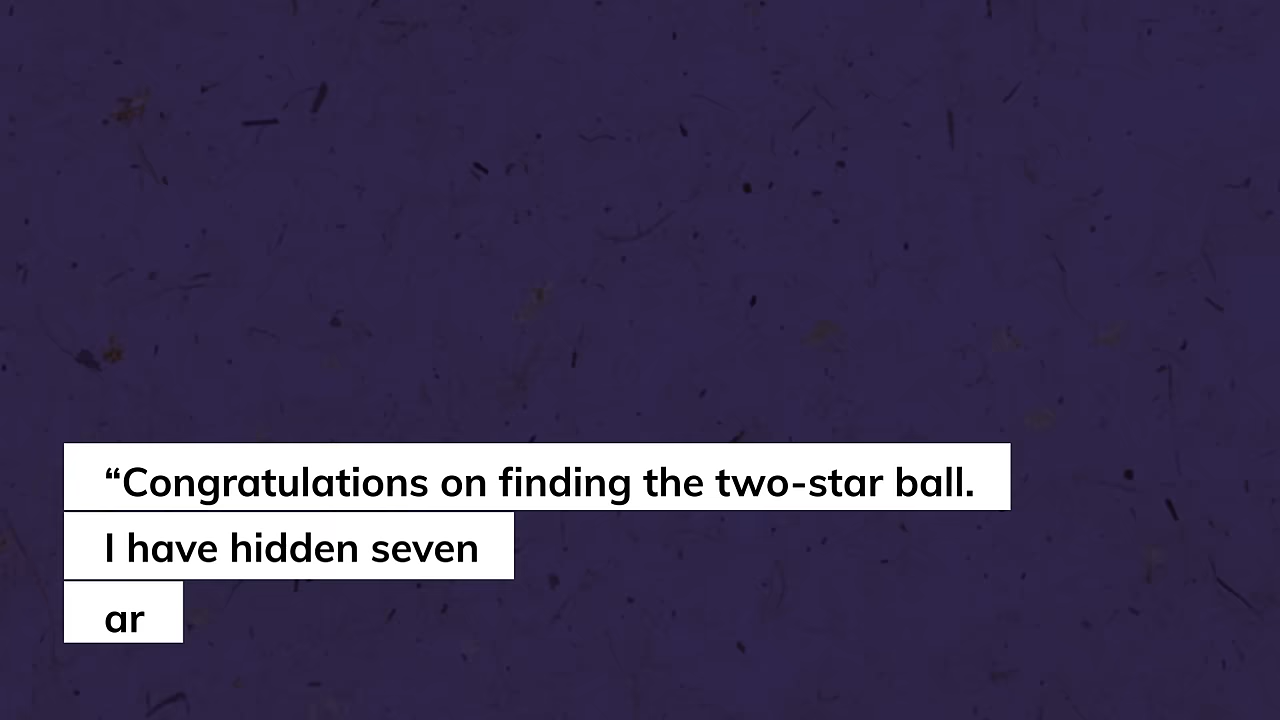 “Congratulations on finding the two-star ball.
I have hidden seven
ar